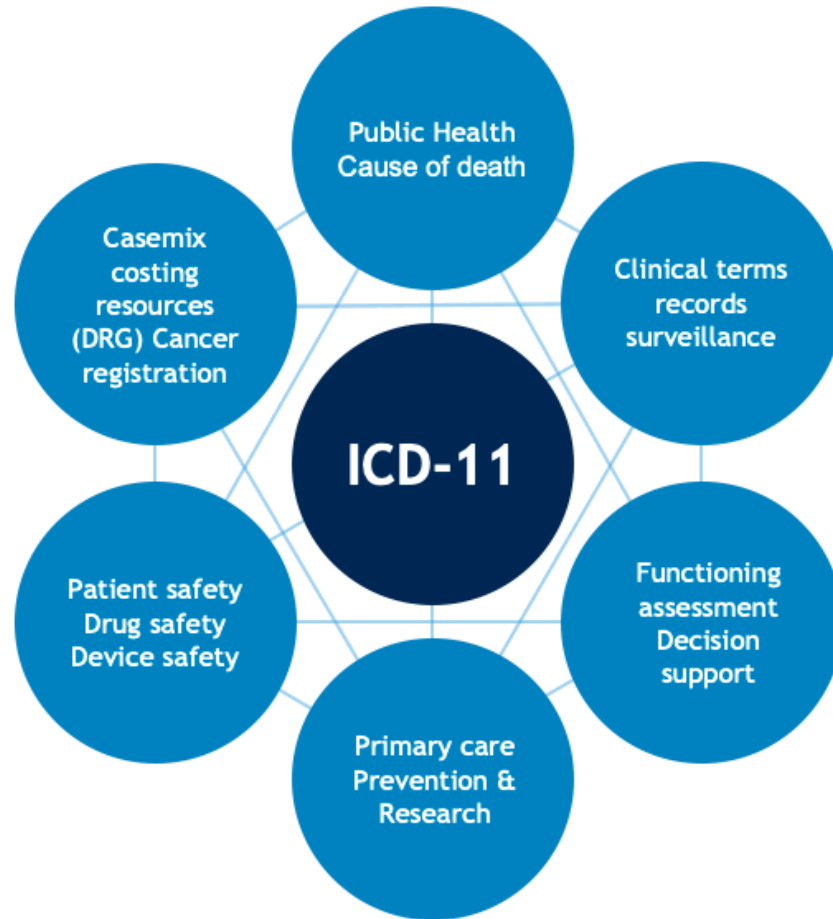 Public Health
Cause of death
Clinical terms
records
surveillance
Functioning
assessment
Decision
support
Primary care
Prevention &
Research
Patient safety
Drug safety
Device safety
Casemix
costing
resources
(DRG) Cancer
registration
ICD-11